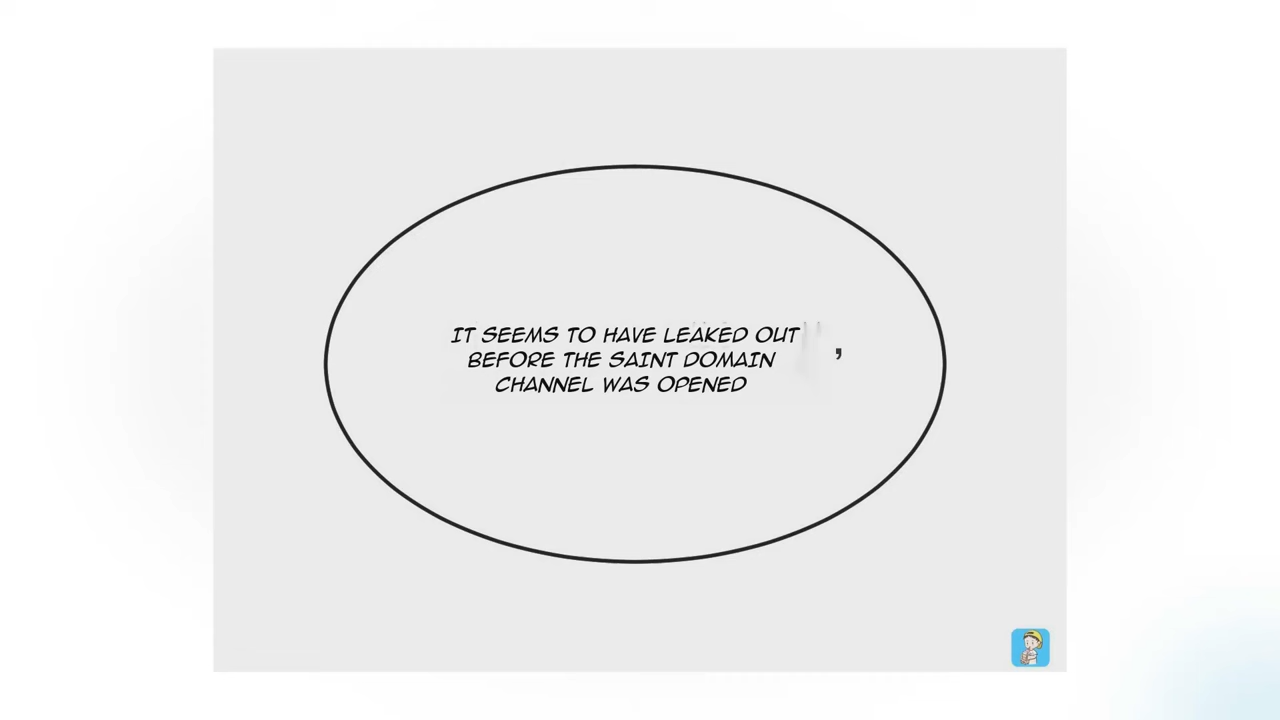 IT SEEMS TO HAVE LEAKED OUT
BEFORE THE SAINT DOMAIN
CHANNEL WAS OPENED
,